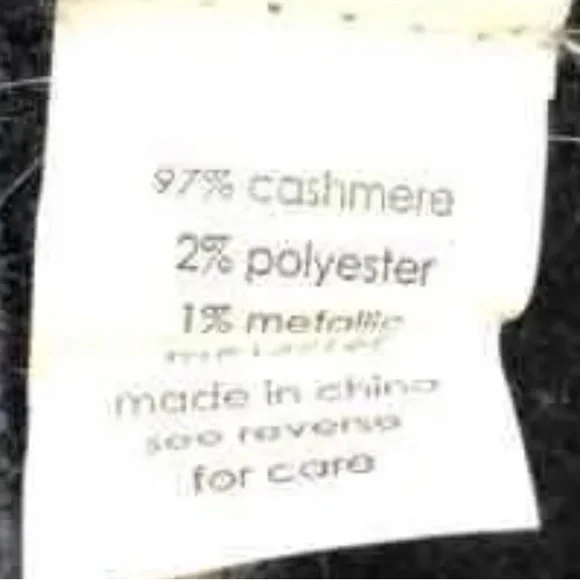 97% cashmere
2% polyester
1% metallic
made in china
see reverse
for care